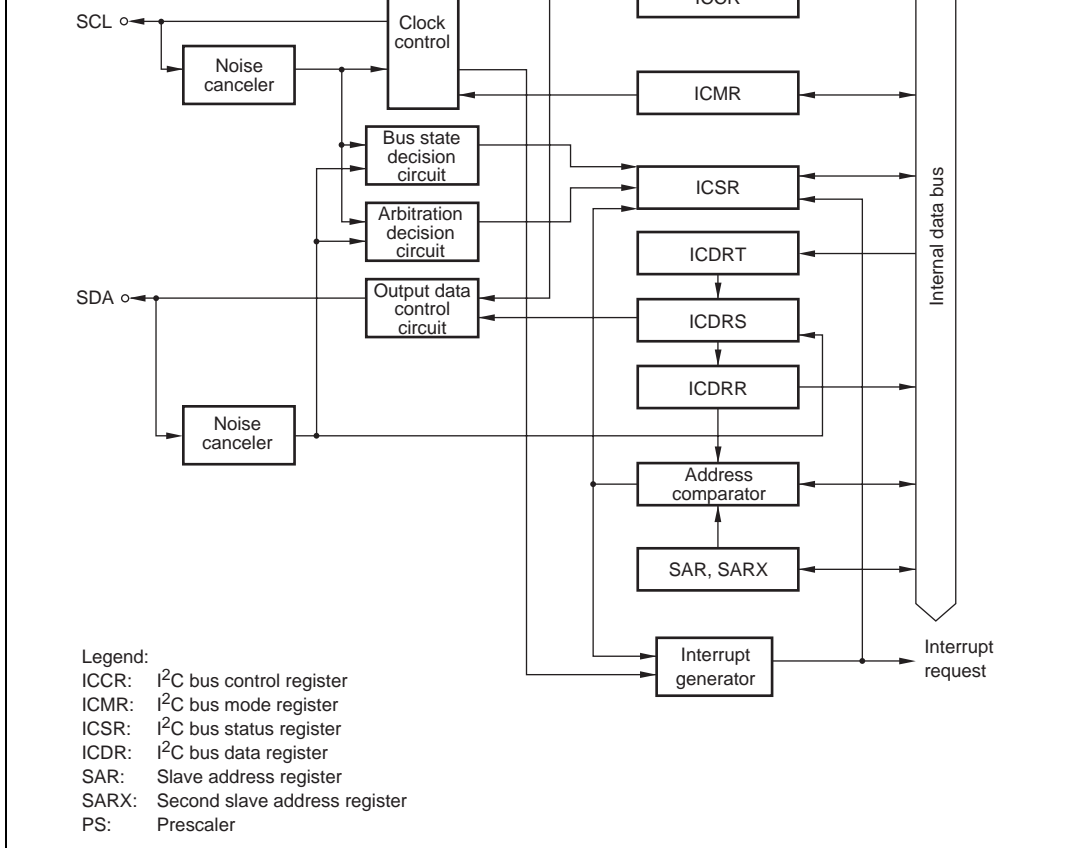 ICCR
SCL
Clock
control
Noise
canceler
ICMR
Bus state
decision
circuit
ICSR
Internal data bus
Arbitration
decision
circuit
ICDRT
SDA
Output data
control
circuit
ICDRS
ICDRR
Noise
canceler
Address
comparator
SAR, SARX
Interrupt
generator
Interrupt
request
Legend:
ICCR: I²C bus control register
ICMR: I²C bus mode register
ICSR: I²C bus status register
ICDR: I²C bus data register
SAR: Slave address register
SARX: Second slave address register
PS: Prescaler